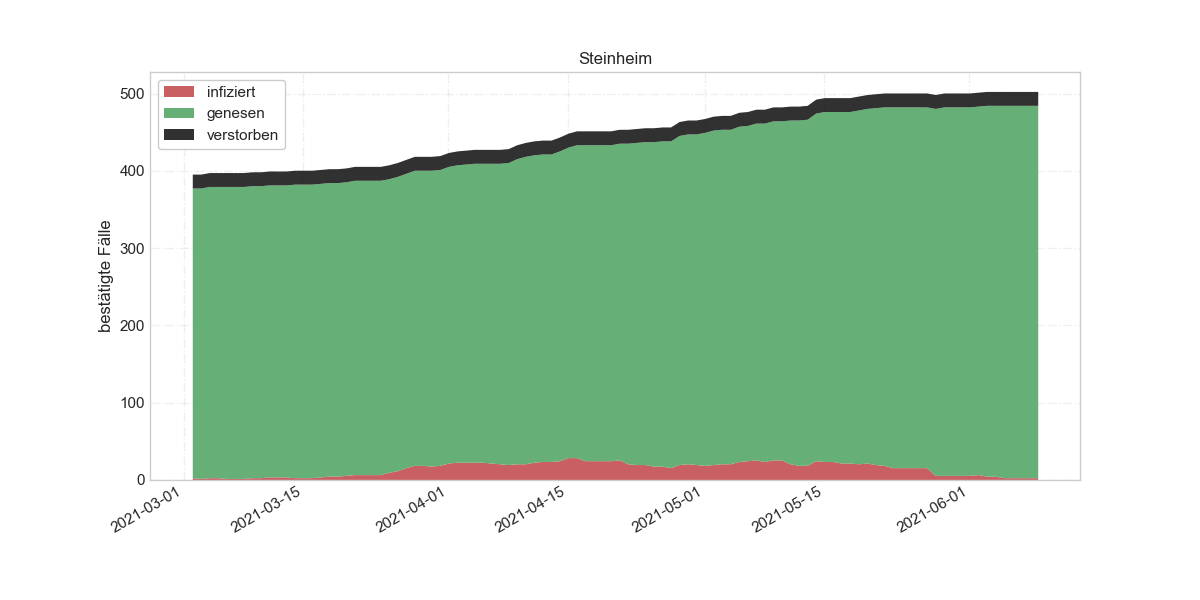 Steinheim
infiziert
genesen
verstorben
bestätigte Fälle
500
400
300
200
100
0
2021-03-01
2021-03-15
2021-04-01
2021-04-15
2021-05-01
2021-05-15
2021-06-01